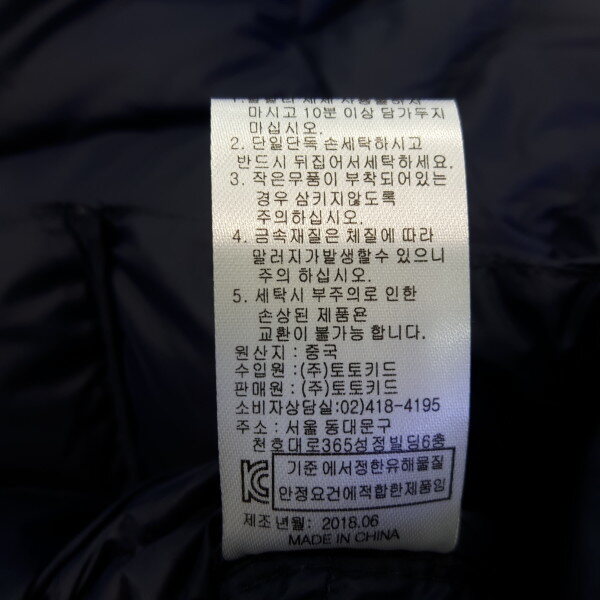 마시고 10분 이상 담가두지
마십시오.
2. 단일단독 손세탁하시고
반드시 뒤집어서세탁하세요.
3. 작은무품이 부착되어있는
경우 삼키지않도록
주의하십시오.
4. 금속재질은 체질에 따라
말러지가발생할수 있으니
주의 하십시오.
5. 세탁시 부주의로 인한
손상된 제품은
교환이 불가능 합니다.
원산지 : 중국
수입원 :(주)토토키드
판매원 :(주)토토키드
소비자상담실:02)418-4195
주소 : 서울 동대문구
천호대로365성정빌딩6층
기준에서정한유해물질
안정요건에적합한제품임
제조년월: 2018.06
MADE IN CHINA